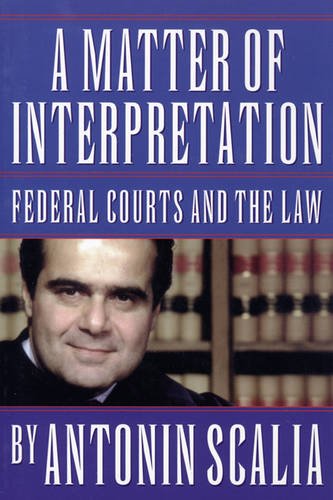 A MATTER OF
INTERPRETATION
FEDERAL COURTS AND THE LAW
BY ANTONIN SCALIA